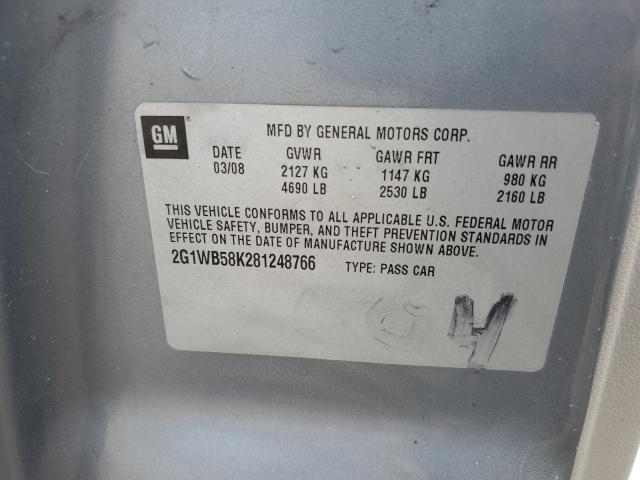 GM
MFD BY GENERAL MOTORS CORP.
DATE GVWR GAWR FRT GAWR RR
03/08 2127 KG 1147 KG 980 KG
4690 LB 2530 LB 2160 LB
THIS VEHICLE CONFORMS TO ALL APPLICABLE U.S. FEDERAL MOTOR
VEHICLE SAFETY, BUMPER, AND THEFT PREVENTION STANDARDS IN
EFFECT ON THE DATE OF MANUFACTURE SHOWN ABOVE.
2G1WB58K281248766 TYPE: PASS CAR
4